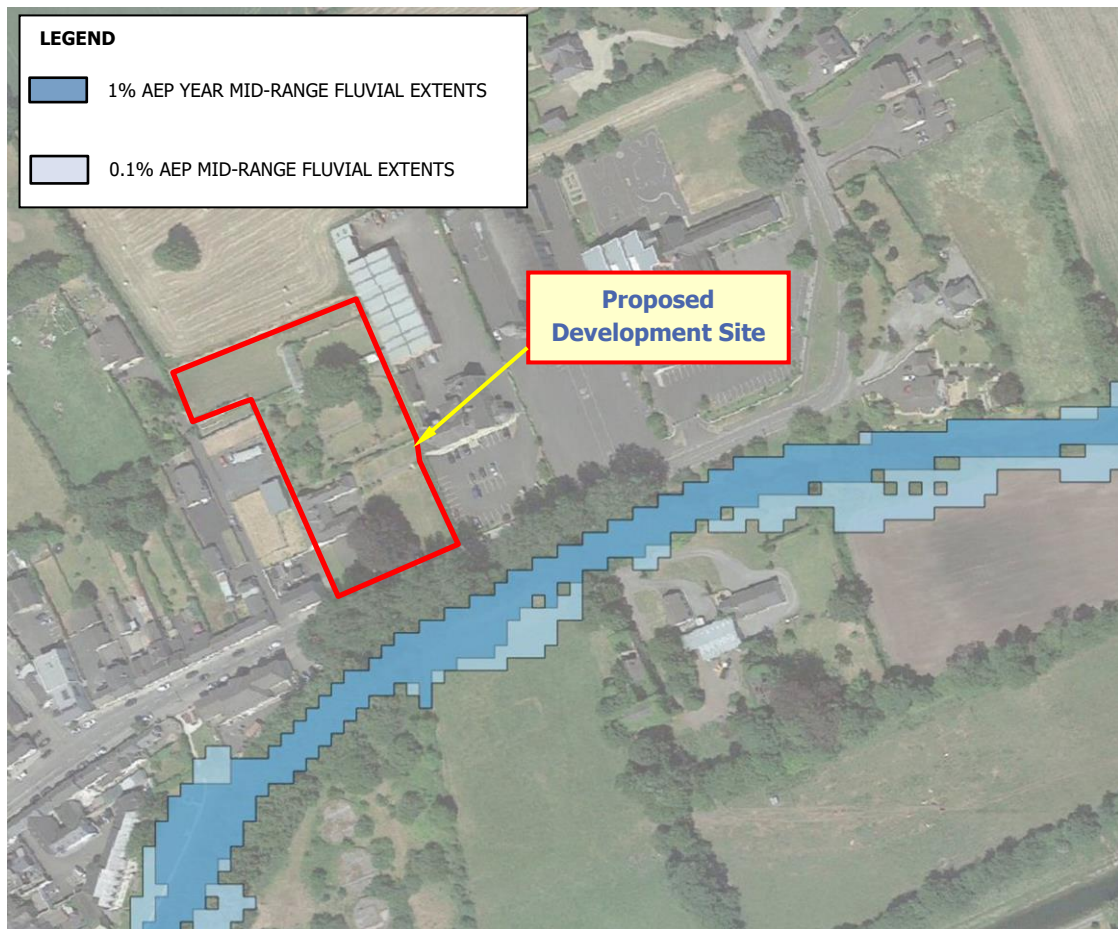 LEGEND
1% AEP YEAR MID-RANGE FLUVIAL EXTENTS
0.1% AEP MID-RANGE FLUVIAL EXTENTS
Proposed
Development Site